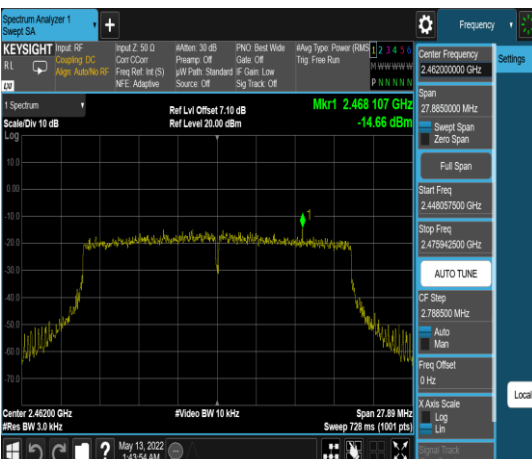 Spectrum Analyzer 1
Swept SA
Frequency
KEYSIGHT
Input: RF
Input Z: 50 Ω
#Atten: 30 dB
PNO: Best Wide
#Avg Type: Power (RMS
1 2 3 4 5 6
RL
Coupling: DC
Corr CCorr
Preamp: Off
Gate: Off
Trig: Free Run
M W W W W W
Align: Auto/No RF
Freq Ref: Int (S)
µW Path: Standard
IF Gain: Low
NFE: Adaptive
Source: Off
Sig Track: Off
P N N N N N
LXI
1 Spectrum
Ref Lvl Offset 7.10 dB
Mkr1 2.468 107 GHz
Scale/Div 10 dB
Ref Level 20.00 dBm
-14.66 dBm
Log
10.0
0.00
-10.0
-20.0
-30.0
-40.0
-50.0
-60.0
-70.0
1
Center 2.46200 GHz
#Video BW 10 kHz
Span 27.89 MHz
#Res BW 3.0 kHz
Sweep 728 ms (1001 pts)
May 13, 2022
1:43:54 AM
Center Frequency
2.462000000 GHz
Settings
Span
27.8850000 MHz
Swept Span
Zero Span
Full Span
Start Freq
2.448057500 GHz
Stop Freq
2.475942500 GHz
AUTO TUNE
CF Step
2.788500 MHz
Auto
Man
Freq Offset
0 Hz
X Axis Scale
Log
Lin
Local
Signal Track